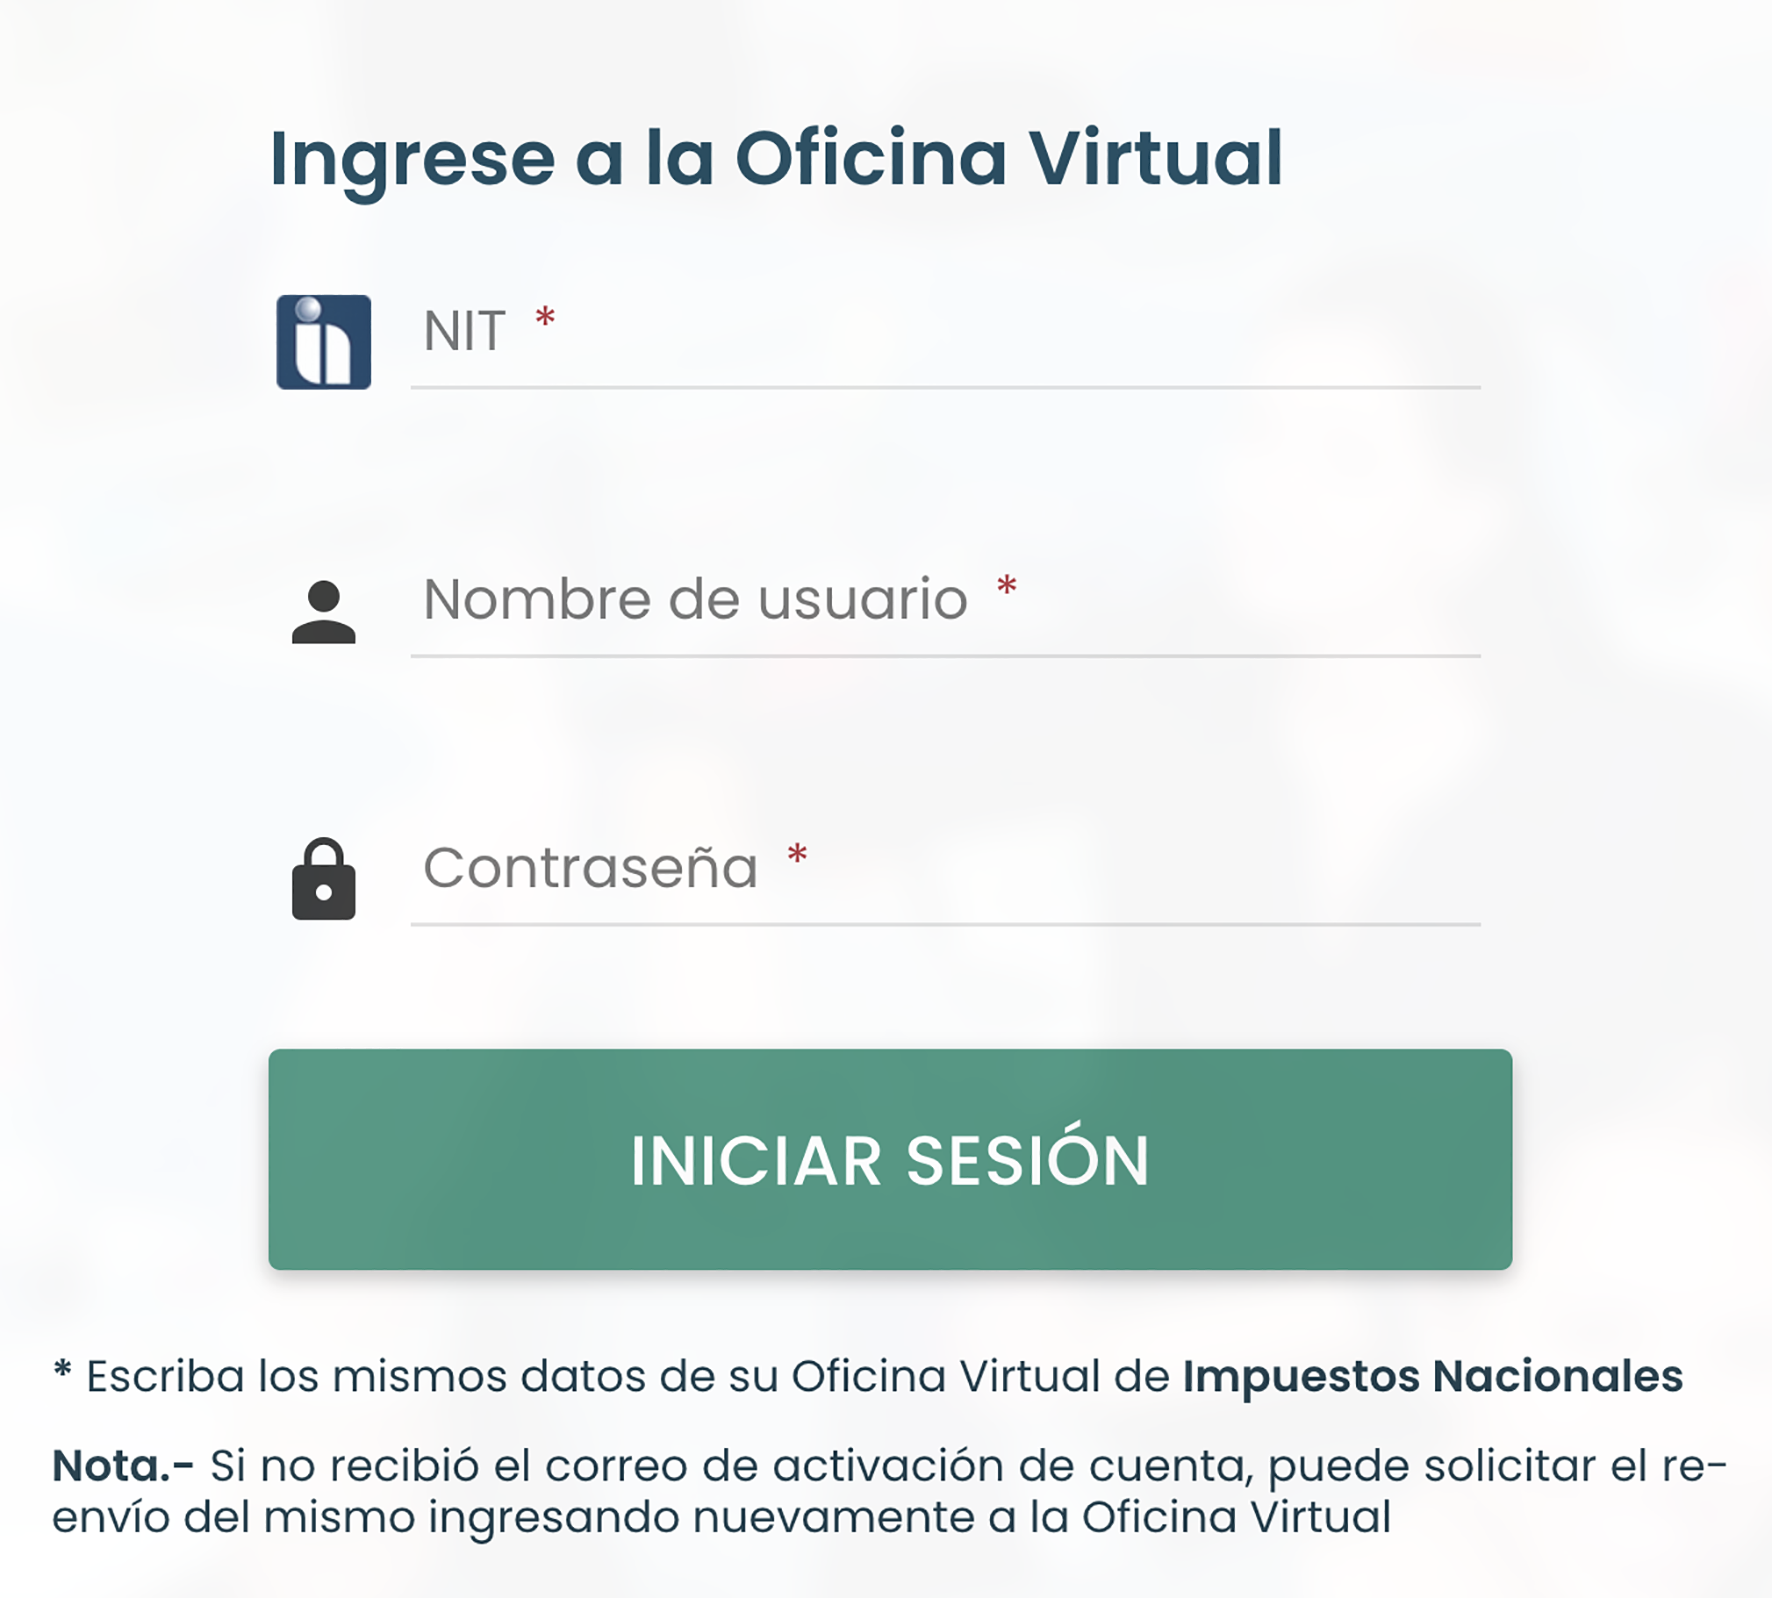 Ingrese a la Oficina Virtual
in
NIT *
Nombre de usuario *
Contraseña *
INICIAR SESIÓN
* Escriba los mismos datos de su Oficina Virtual de Impuestos Nacionales
Nota.- Si no recibió el correo de activación de cuenta, puede solicitar el re-
envío del mismo ingresando nuevamente a la Oficina Virtual